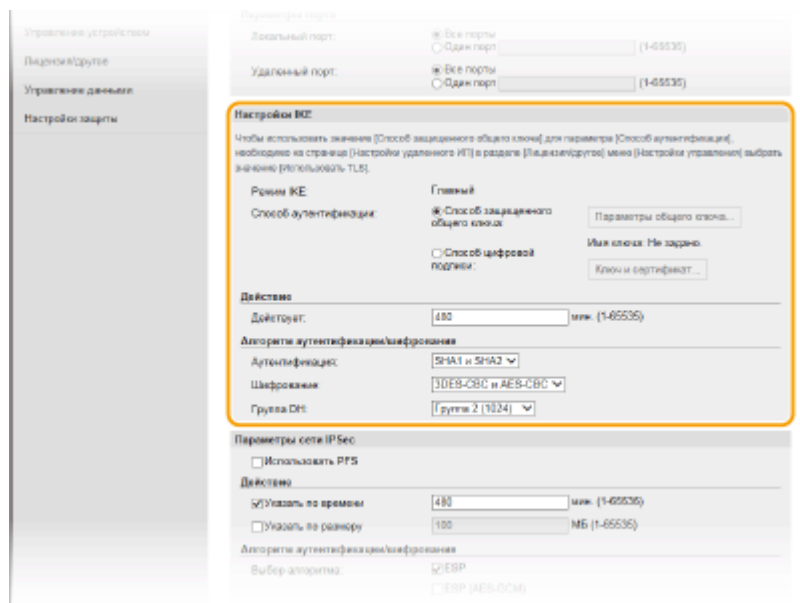 Параметры порта
Управление устройством
Локальный порт:
Все порты
Один порт
(1-65535)
Лицензия/другое
Удаленный порт:
Все порты
Один порт
(1-65535)
Управление данными
Настройки защиты
Настройки IKE
Чтобы использовать значение [Способ защищенного общего ключа] для параметра [Способ аутентификации],
необходимо на странице [Настройки удаленного ИП] в разделе [Лицензия/другое] меню [Настройки управления] выбрать
значение [Использовать TLS].
Режим IKE:
Главный
Способ аутентификации:
Способ защищенного
общего ключа:
Параметры общего ключа...
Имя ключа: Не задано.
Способ цифровой
подписи:
Ключ и сертификат...
Действие
Действует:
480
мин. (1-65535)
Алгоритм аутентификации/шифрования
Аутентификация:
SHA1 и SHA2
Шифрование:
3DES-CBC и AES-CBC
Группа DH:
Группа 2 (1024)
Параметры сети IPSec
Использовать PFS
Действие
Указать по времени
480
мин. (1-65535)
Указать по размеру
100
МБ (1-65535)
Алгоритм аутентификации/шифрования
Выбор алгоритма:
ESP
ESP (AES-GCM)